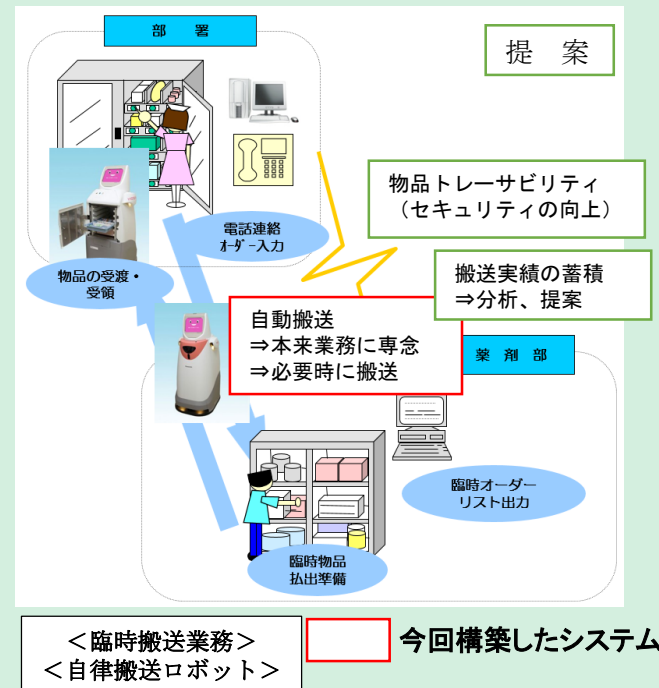 部 署
提 案
物品トレーサビリティ
(セキュリティの向上)
電話連絡
ｵｰﾀﾞｰ入力
物品の受渡・
受領
搬送実績の蓄積
⇒分析、提案
自動搬送
⇒本来業務に専念
⇒必要時に搬送
薬 剤 部
臨時オーダー
リスト出力
臨時物品
払出準備
＜臨時搬送業務＞
＜自律搬送ロボット＞
今回構築したシステム